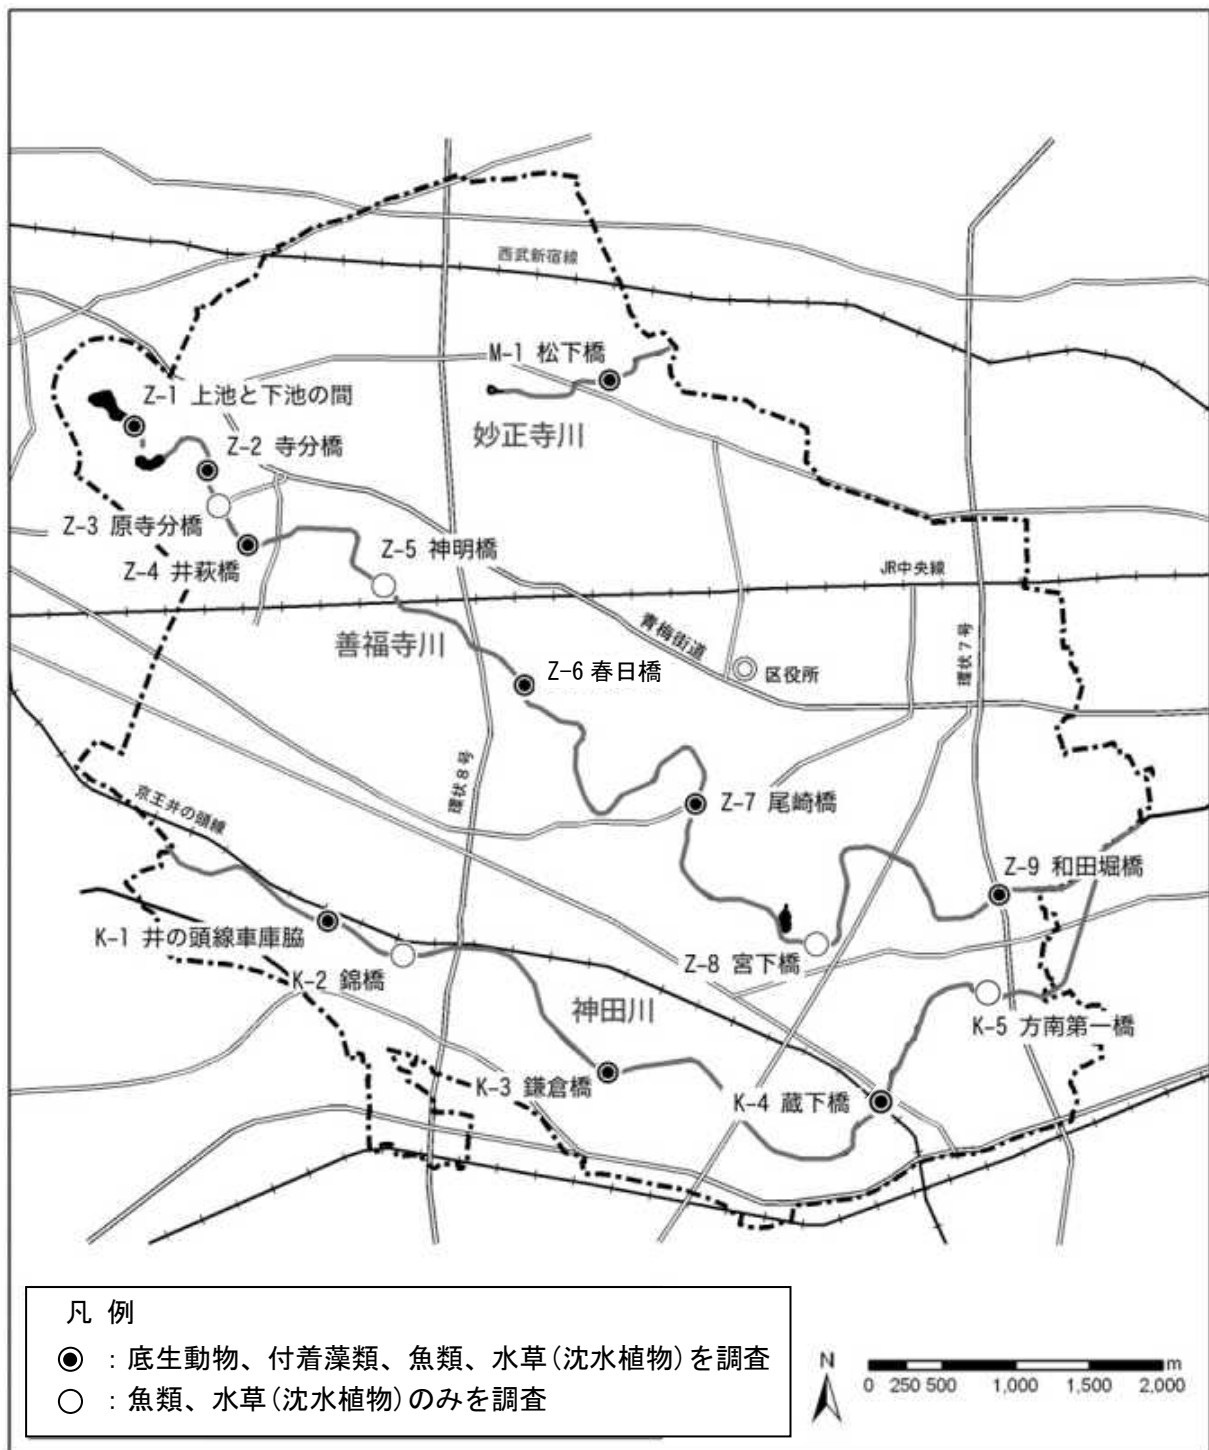 西武新宿線
M-1 松下橋
Z-1 上池と下池の間
妙正寺川
Z-2 寺分橋
Z-3 原寺分橋
Z-5 神明橋
Z-4 井萩橋
JR中央線
善福寺川
青梅街道
環状7号
Z-6 春日橋
区役所
環状8号
京王井の頭線
Z-7 尾崎橋
Z-9 和田堀橋
K-1 井の頭線車庫脇
Z-8 宮下橋
K-2 錦橋
神田川
K-5 方南第一橋
K-3 鎌倉橋
K-4 蔵下橋
凡 例
：底生動物、付着藻類、魚類、水草(沈水植物)を調査
：魚類、水草(沈水植物)のみを調査
N
m
0 250 500 1,000 1,500 2,000